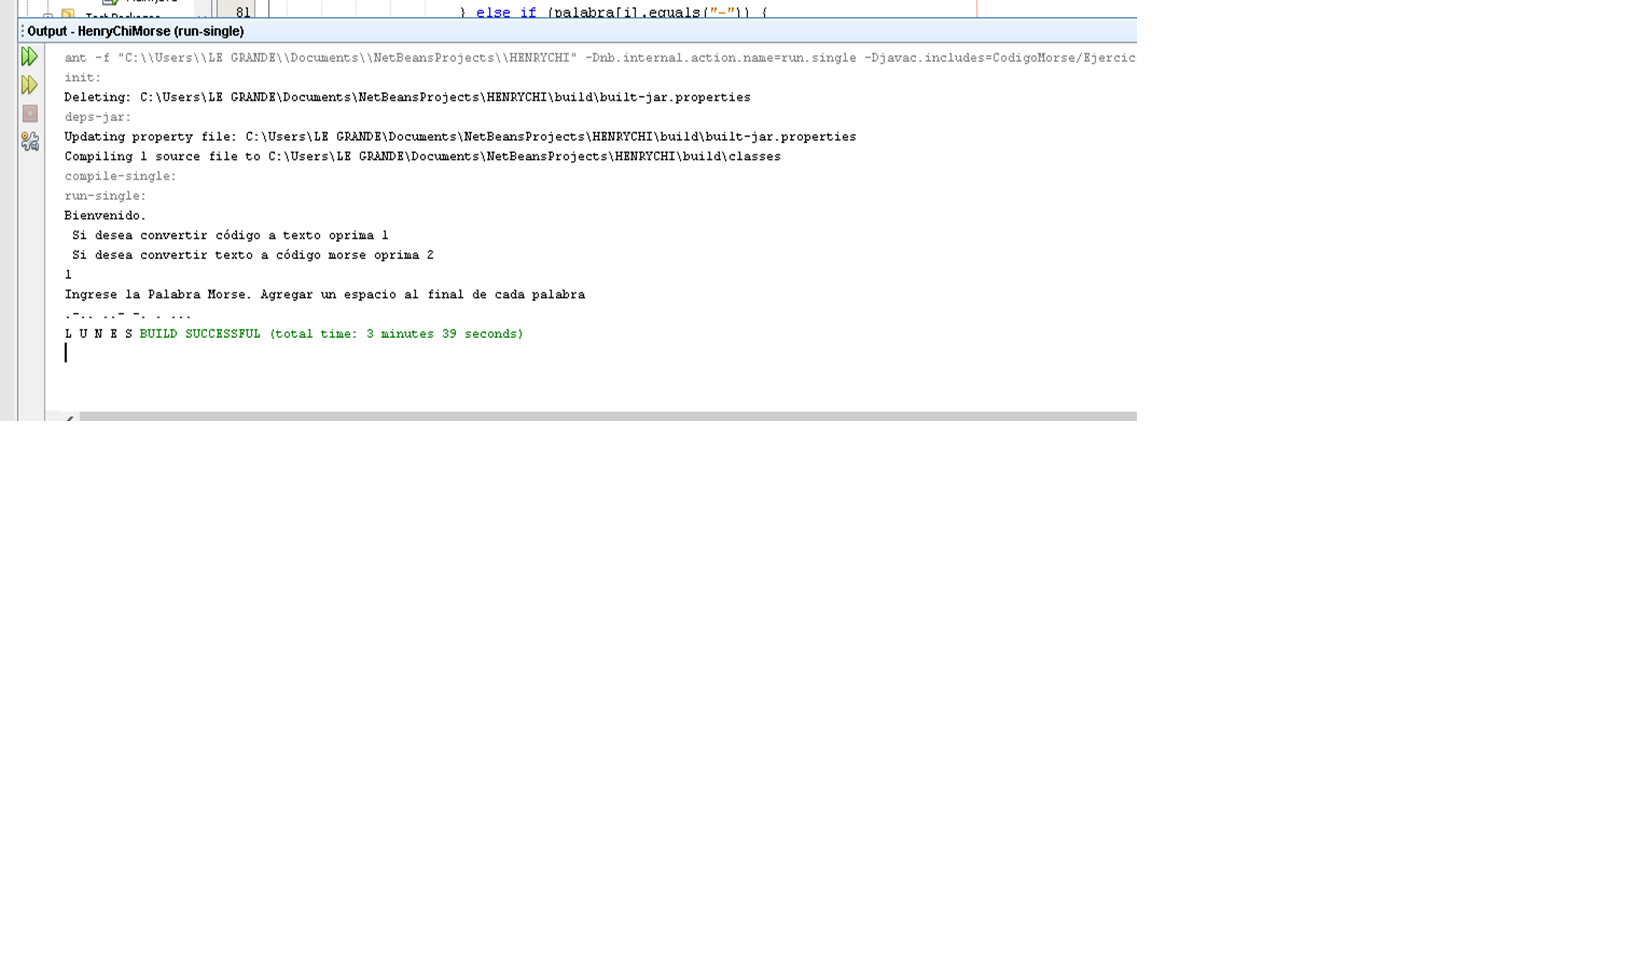 81 } else if (palabra[i].equals("-")) {
Output - HenryChiMorse (run-single)
ant -f "C:\\Users\\LE GRANDE\\Documents\\NetBeansProjects\\HENRYCHI" -Dnb.internal.action.name=run.single -Djavac.includes=CodigoMorse/Ejercic
init:
Deleting: C:\Users\LE GRANDE\Documents\NetBeansProjects\HENRYCHI\build\built-jar.properties
deps-jar:
Updating property file: C:\Users\LE GRANDE\Documents\NetBeansProjects\HENRYCHI\build\built-jar.properties
Compiling 1 source file to C:\Users\LE GRANDE\Documents\NetBeansProjects\HENRYCHI\build\classes
compile-single:
run-single:
Bienvenido.
Si desea convertir código a texto oprima 1
Si desea convertir texto a código morse oprima 2
1
Ingrese la Palabra Morse. Agregar un espacio al final de cada palabra
.-.. ..- -. . ...
L U N E S BUILD SUCCESSFUL (total time: 3 minutes 39 seconds)